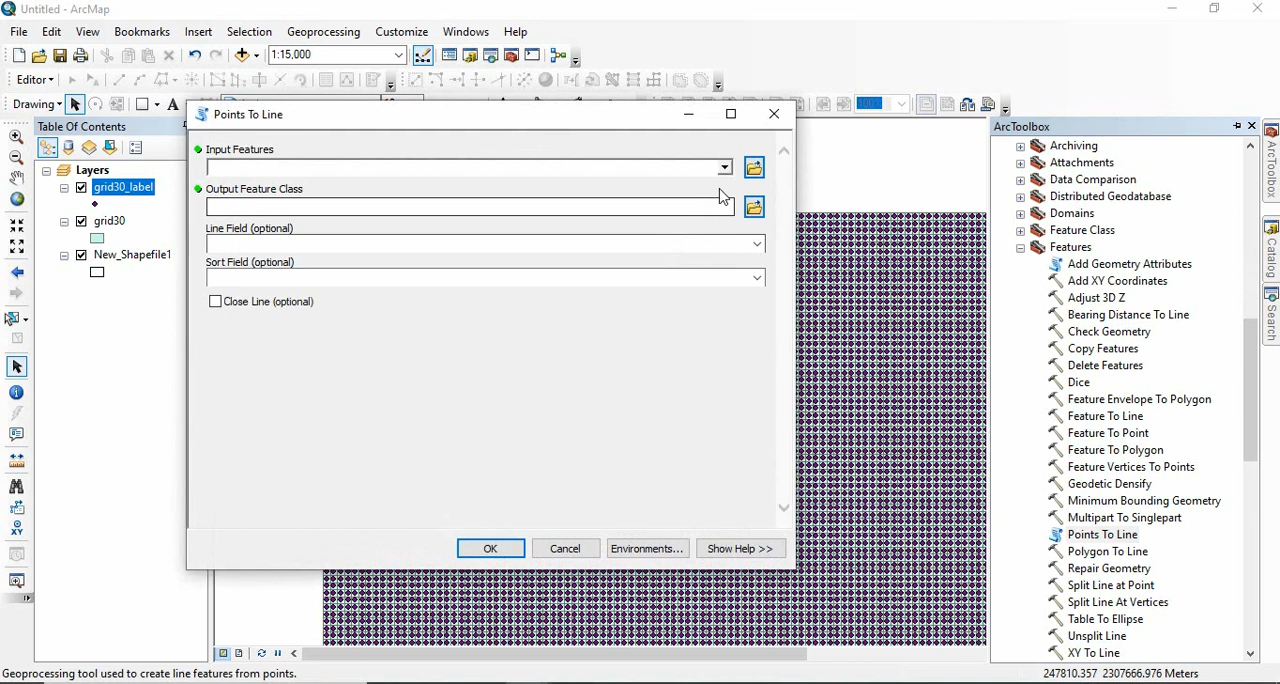 Untitled - ArcMap
File Edit View Bookmarks Insert Selection Geoprocessing Customize Windows Help
1:15,000
Editor
Drawing A
Table Of Contents
Layers
grid30_label
grid30
New_Shapefile1
Points To Line
Input Features
Output Feature Class
Line Field (optional)
Sort Field (optional)
Close Line (optional)
OK Cancel Environments... Show Help >>
100%
ArcToolbox
Archiving
Attachments
Data Comparison
Distributed Geodatabase
Domains
Feature Class
Features
Add Geometry Attributes
Add XY Coordinates
Adjust 3D Z
Bearing Distance To Line
Check Geometry
Copy Features
Delete Features
Dice
Feature Envelope To Polygon
Feature To Line
Feature To Point
Feature To Polygon
Feature Vertices To Points
Geodetic Densify
Minimum Bounding Geometry
Multipart To Singlepart
Points To Line
Polygon To Line
Repair Geometry
Split Line at Point
Split Line At Vertices
Table To Ellipse
Unsplit Line
XY To Line
ArcToolbox
Catalog
Search
XY
Geoprocessing tool used to create line features from points.
247810.357 2307666.976 Meters